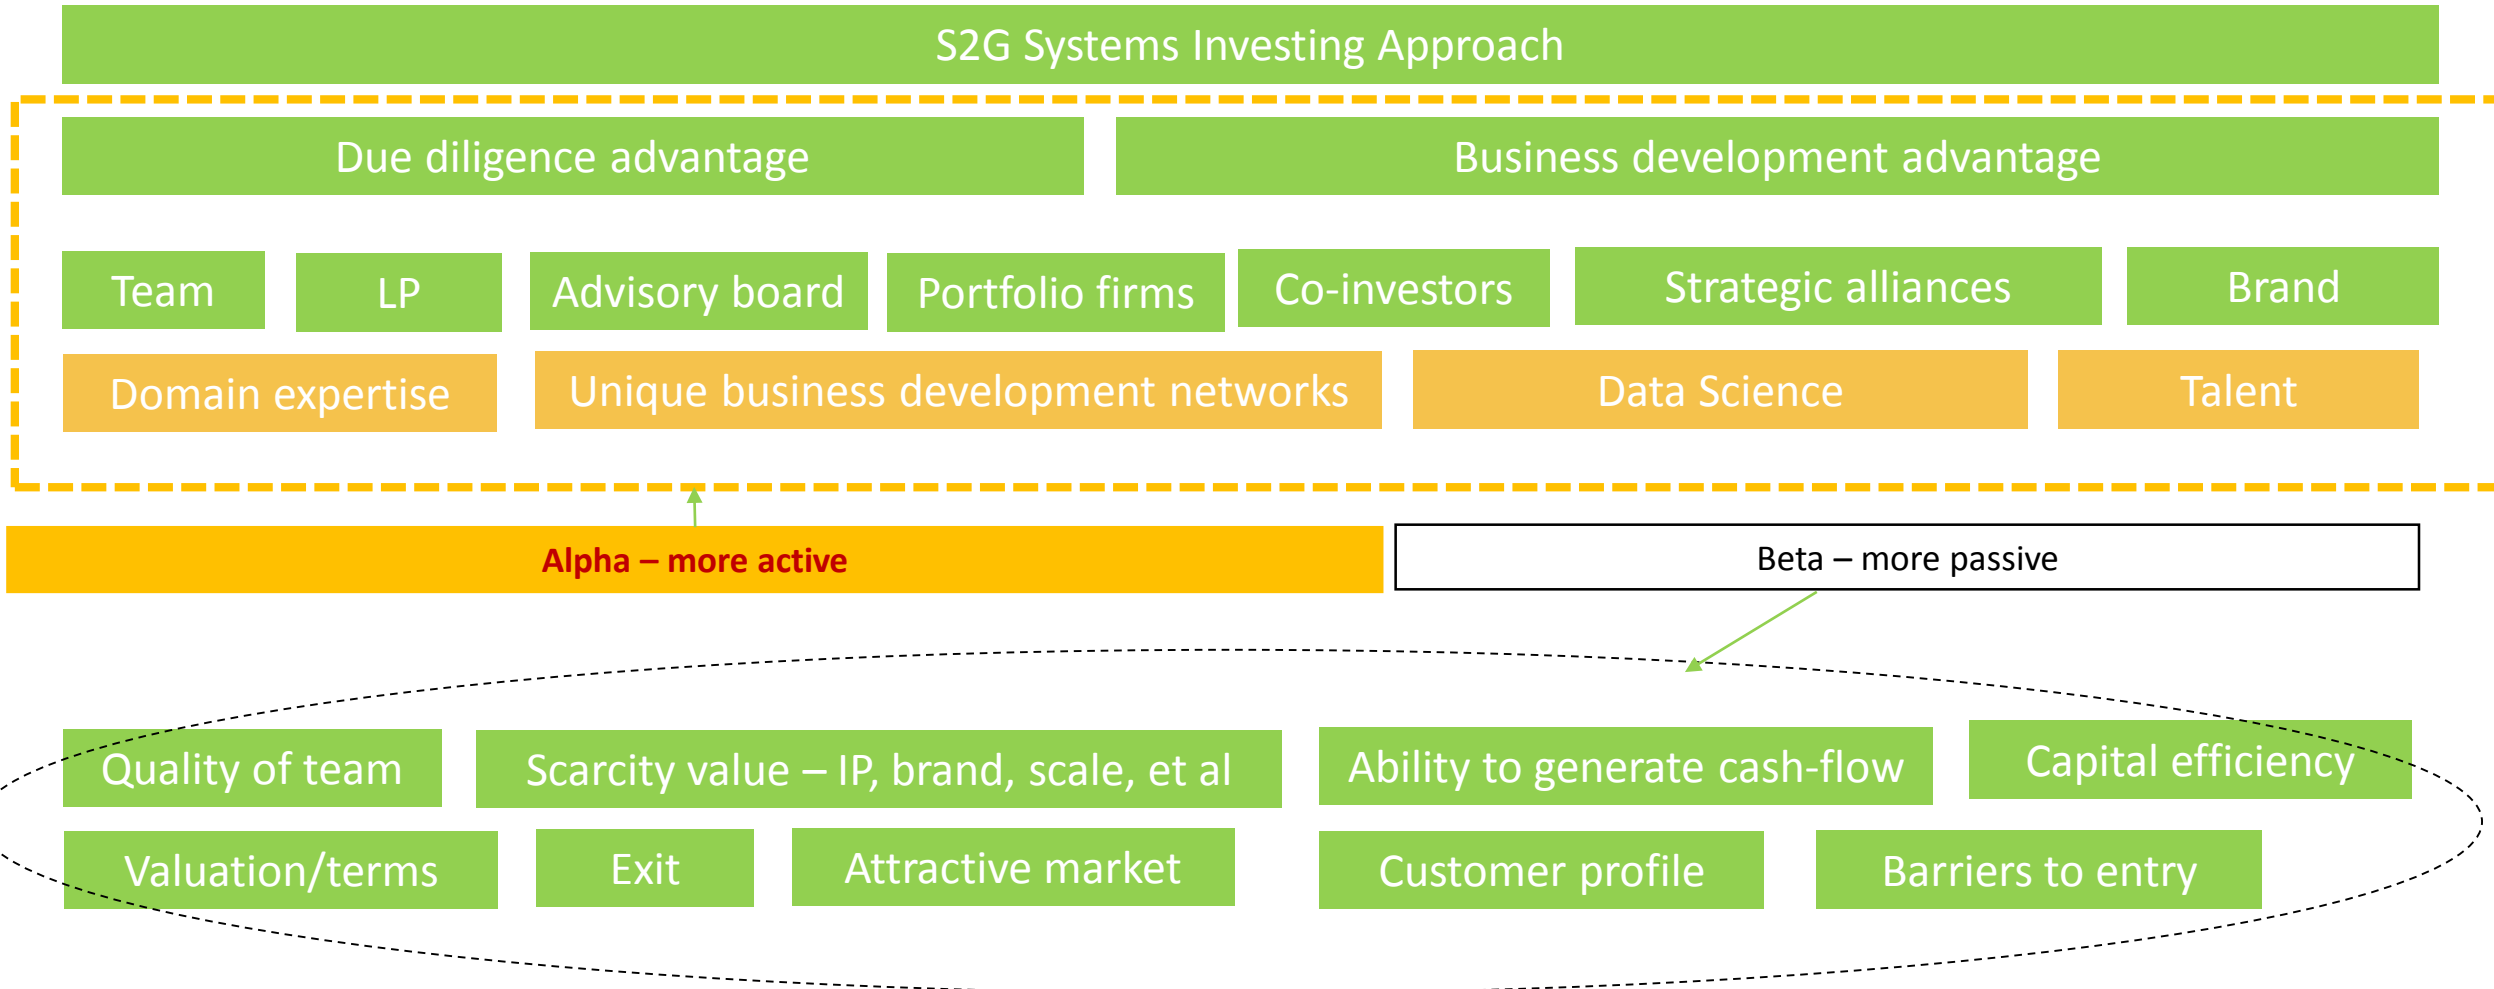 S2G Systems Investing Approach
Due diligence advantage
Business development advantage
Team
LP
Advisory board
Portfolio firms
Co-investors
Strategic alliances
Brand
Domain expertise
Unique business development networks
Data Science
Talent
Alpha – more active
Beta – more passive
Quality of team
Scarcity value – IP, brand, scale, et al
Ability to generate cash-flow
Capital efficiency
Valuation/terms
Exit
Attractive market
Customer profile
Barriers to entry